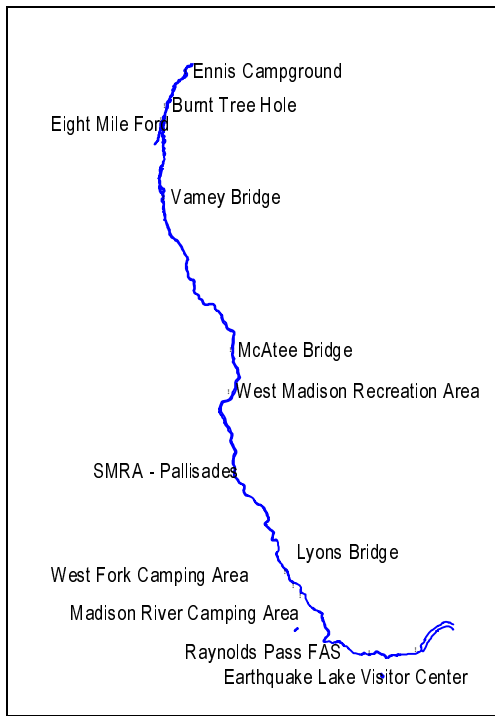 Ennis Campground
Burnt Tree Hole
Eight Mile Ford
Varney Bridge
McAtee Bridge
West Madison Recreation Area
SMRA - Pallisades
Lyons Bridge
West Fork Camping Area
Madison River Camping Area
Raynolds Pass FAS
Earthquake Lake Visitor Center